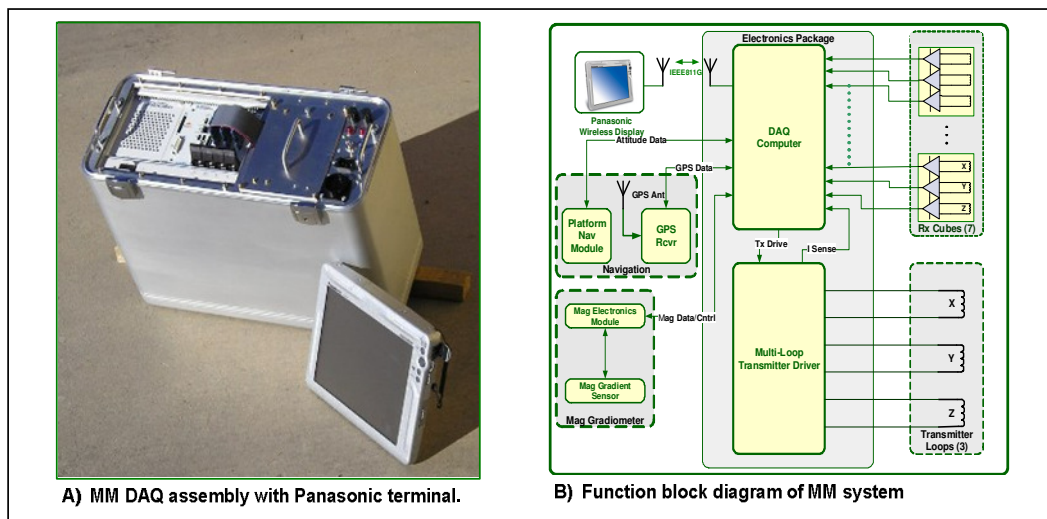 Electronics Package
IEEE811G
Panasonic
Wireless Display
DAQ
Computer
Attitude Data
GPS Data
GPS Ant
Platform
Nav
Module
GPS
Rcvr
Navigation
X
Y
Z
Rx Cubes (7)
Tx Drive
I Sense
Mag Electronics
Module
Mag Data/Cntrl
Mag Gradient
Sensor
Mag Gradiometer
Multi-Loop
Transmitter Driver
X
Y
Z
Transmitter
Loops (3)
A) MM DAQ assembly with Panasonic terminal.
B) Function block diagram of MM system